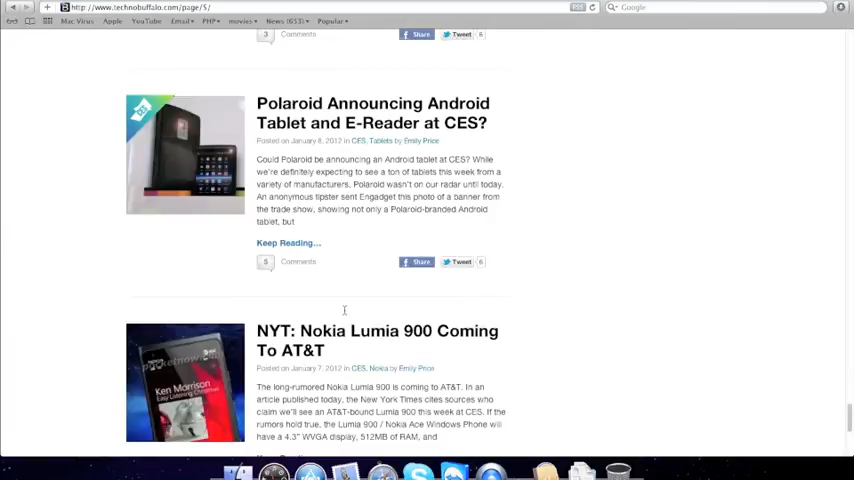 http://www.technobuffalo.com/page/5/
RSS
Google
Mac Virus Apple YouTube Email PHP movies News (653) Popular
3 Comments Share Tweet 6
CES
Polaroid Announcing Android
Tablet and E-Reader at CES?
Posted on January 8, 2012 in CES, Tablets by Emily Price
Could Polaroid be announcing an Android tablet at CES? While
we're definitely expecting to see a ton of tablets this week from a
variety of manufacturers, Polaroid wasn't on our radar until today.
An anonymous tipster sent Engadget this photo of a banner from
the trade show, showing not only a Polaroid-branded Android
tablet, but
Keep Reading...
5 Comments Share Tweet 6
NYT: Nokia Lumia 900 Coming
To AT&T
Posted on January 7, 2012 in CES, Nokia by Emily Price
pocketnow.com
Ken Morrison
Easy Listening Christmas
The long-rumored Nokia Lumia 900 is coming to AT&T. In an
article published today, the New York Times cites sources who
claim we'll see an AT&T-bound Lumia 900 this week at CES. If the
rumors hold true, the Lumia 900 / Nokia Ace Windows Phone will
have a 4.3" WVGA display, 512MB of RAM, and